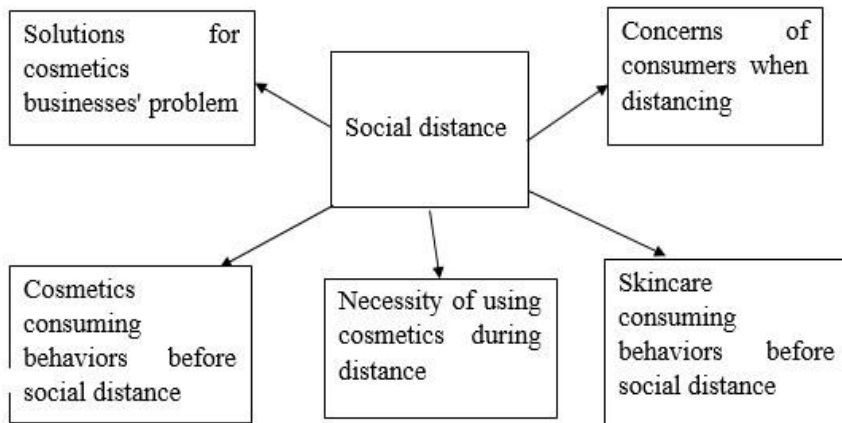 Solutions for
cosmetics
businesses' problem
Social distance
Concerns of
consumers when
distancing
Cosmetics
consuming
behaviors before
social distance
Necessity of using
cosmetics during
distance
Skincare
consuming
behaviors before
social distance